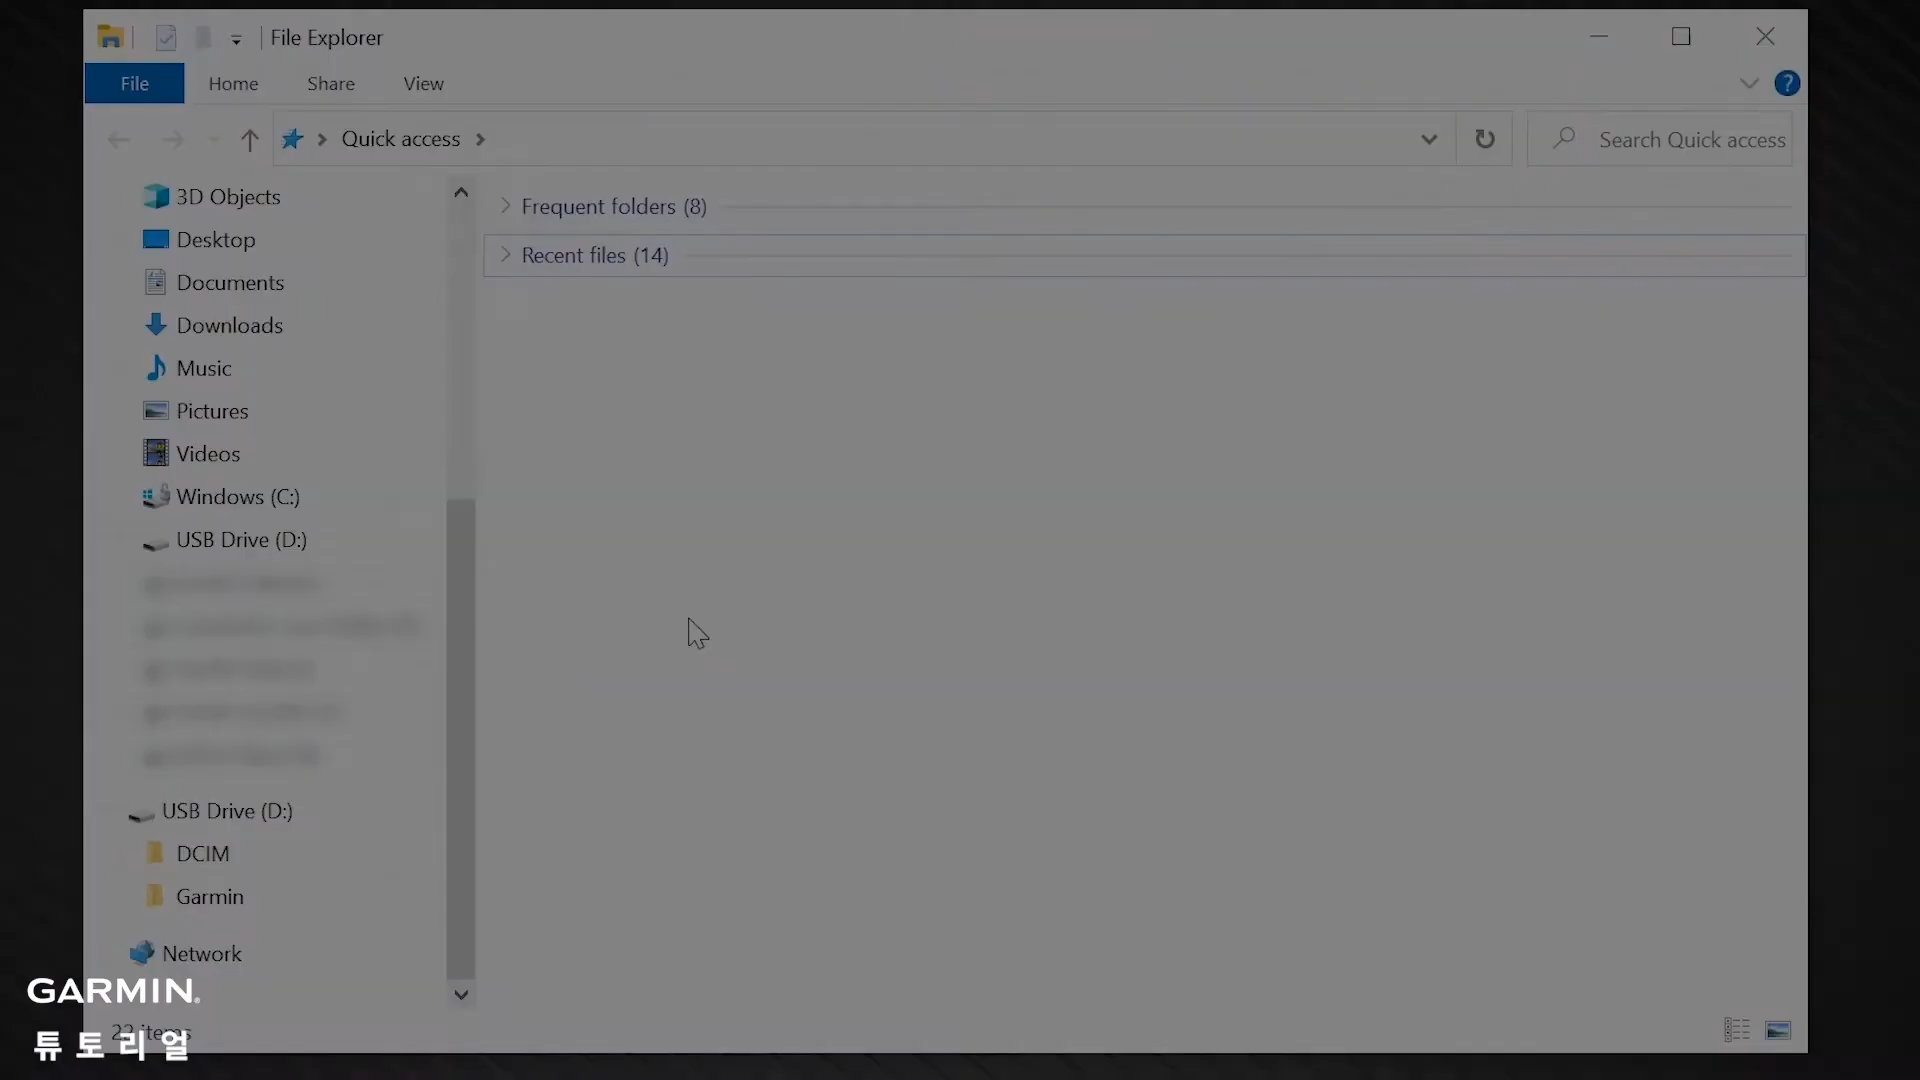 File Explorer
File Home Share View
?
Quick access
Search Quick access
3D Objects
Desktop
Documents
Downloads
Music
Pictures
Videos
Windows (C:)
USB Drive (D:)
USB Drive (D:)
DCIM
Garmin
Network
Frequent folders (8)
Recent files (14)
22 items
GARMIN®
튜토리얼